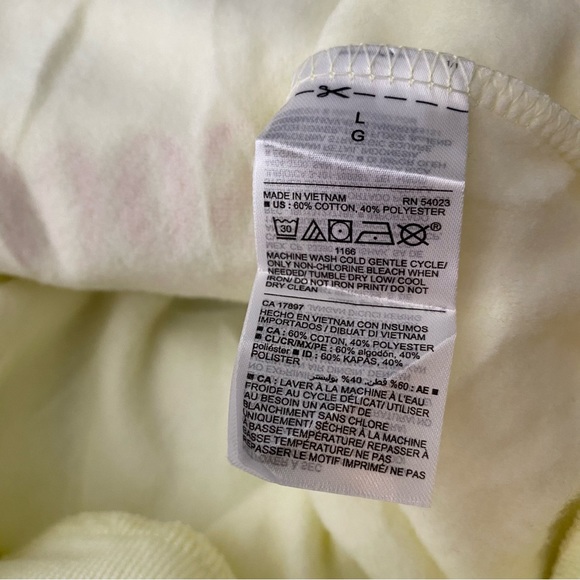 L
G
MADE IN VIETNAM RN 54023
■ US : 60% COTTON, 40% POLYESTER
30
1166
MACHINE WASH COLD GENTLE CYCLE/
ONLY NON-CHLORINE BLEACH WHEN
NEEDED/ TUMBLE DRY LOW/ COOL
IRON/ DO NOT IRON PRINT/ DO NOT
DRY CLEAN
CA 17897
HECHO EN VIETNAM CON INSUMOS
IMPORTADOS / DIBUAT DI VIETNAM
■ CA : 60% COTON, 40% POLYESTER
■ CL/CR/MX/PE : 60% algodón, 40%
poliéster ■ ID : 60% KAPAS, 40%
POLISTER
■ AE : 60% قطن، 40% بوليستر
■ CA : LAVER À LA MACHINE À L'EAU
FROIDE AU CYCLE DÉLICAT/ UTILISER
AU BESOIN UN AGENT DE
BLANCHIMENT SANS CHLORE
UNIQUEMENT/ SÉCHER À LA MACHINE
À BASSE TEMPÉRATURE/ REPASSER À
BASSE TEMPÉRATURE/ NE PAS
REPASSER LE MOTIF IMPRIMÉ/ NE PAS